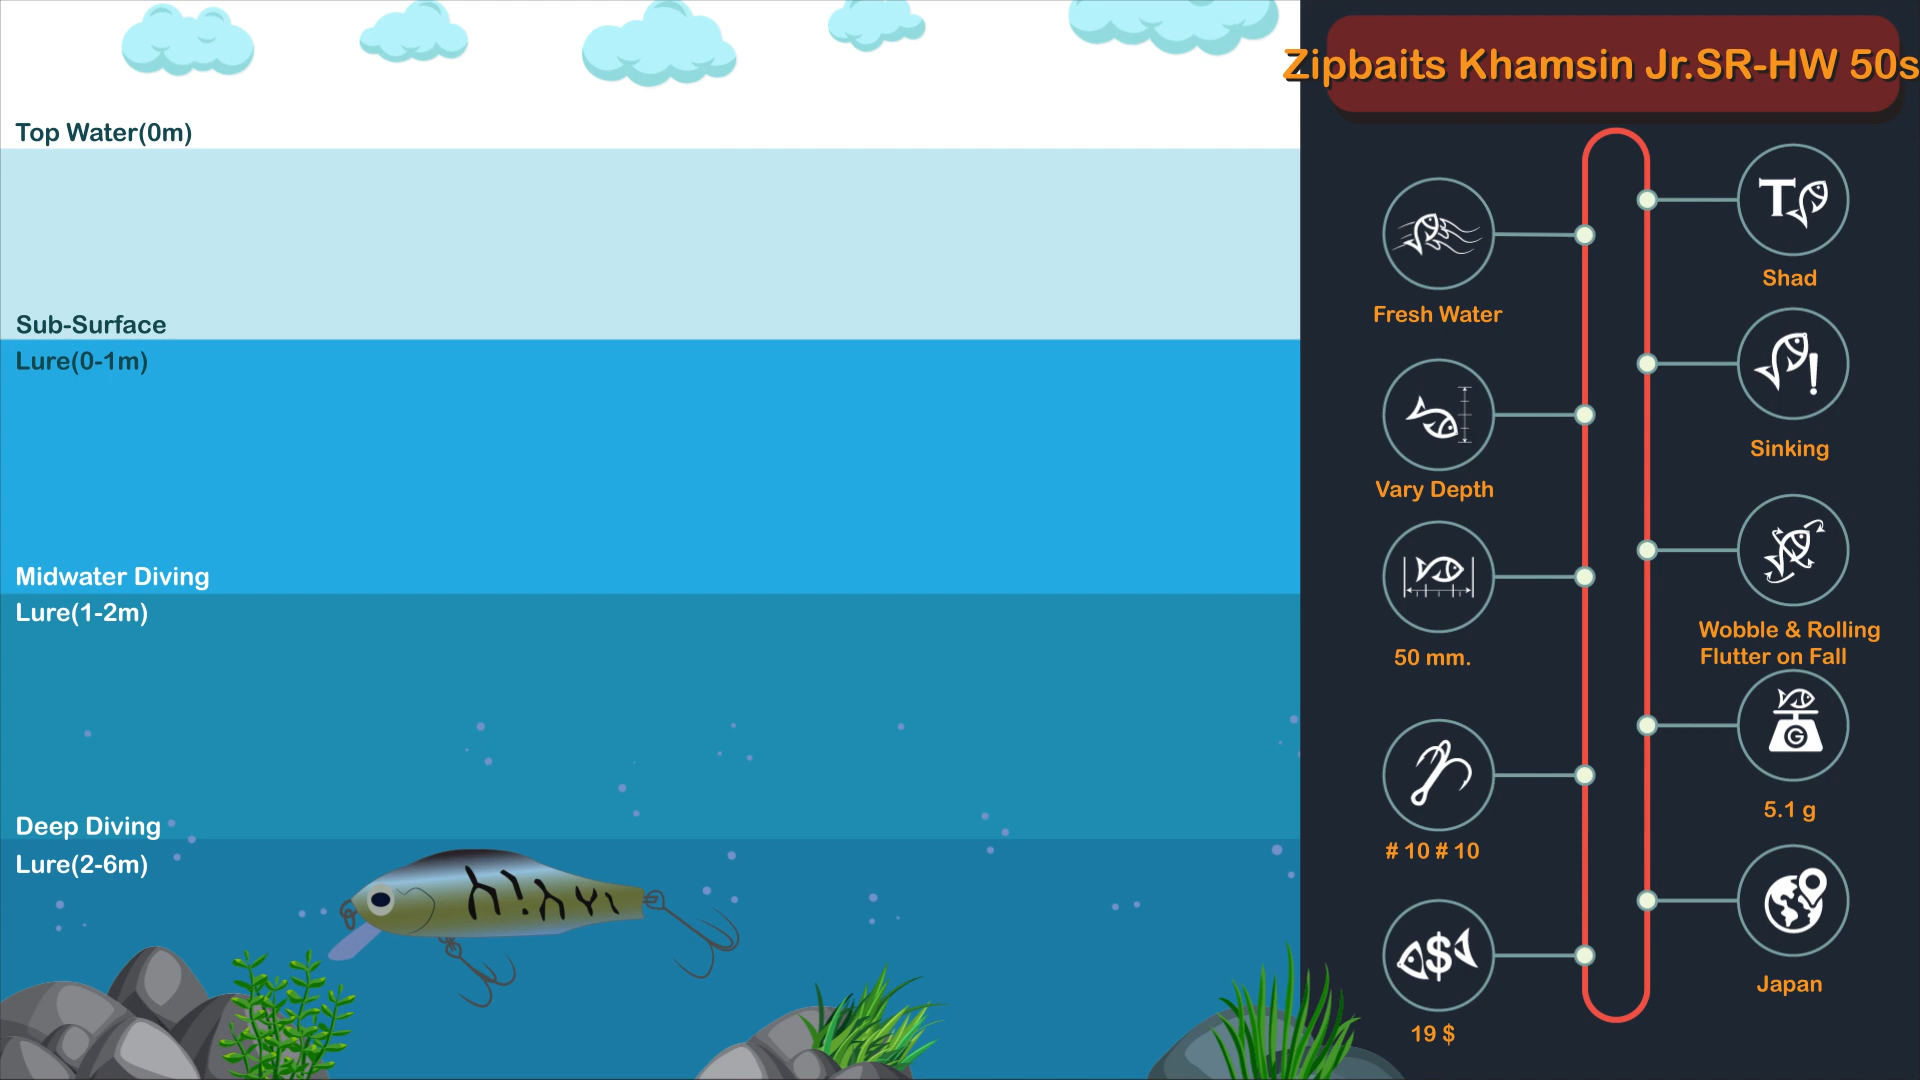 Zipbaits Khamsin Jr.SR-HW 50s
Top Water(0m)
Sub-Surface
Lure(0-1m)
Midwater Diving
Lure(1-2m)
Deep Diving
Lure(2-6m)
Fresh Water
Vary Depth
50 mm.
# 10 # 10
$
19 $
T
Shad
!
Sinking
Wobble & Rolling
Flutter on Fall
G
5.1 g
Japan